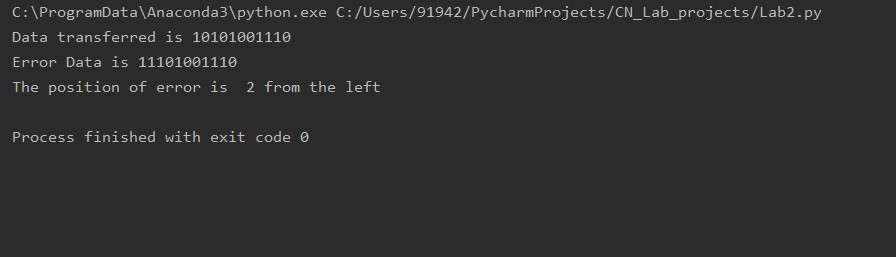 C:\ProgramData\Anaconda3\python.exe C:/Users/91942/PycharmProjects/CN_Lab_projects/Lab2.py
Data transferred is 10101001110
Error Data is 11101001110
The position of error is  2 from the left
Process finished with exit code 0